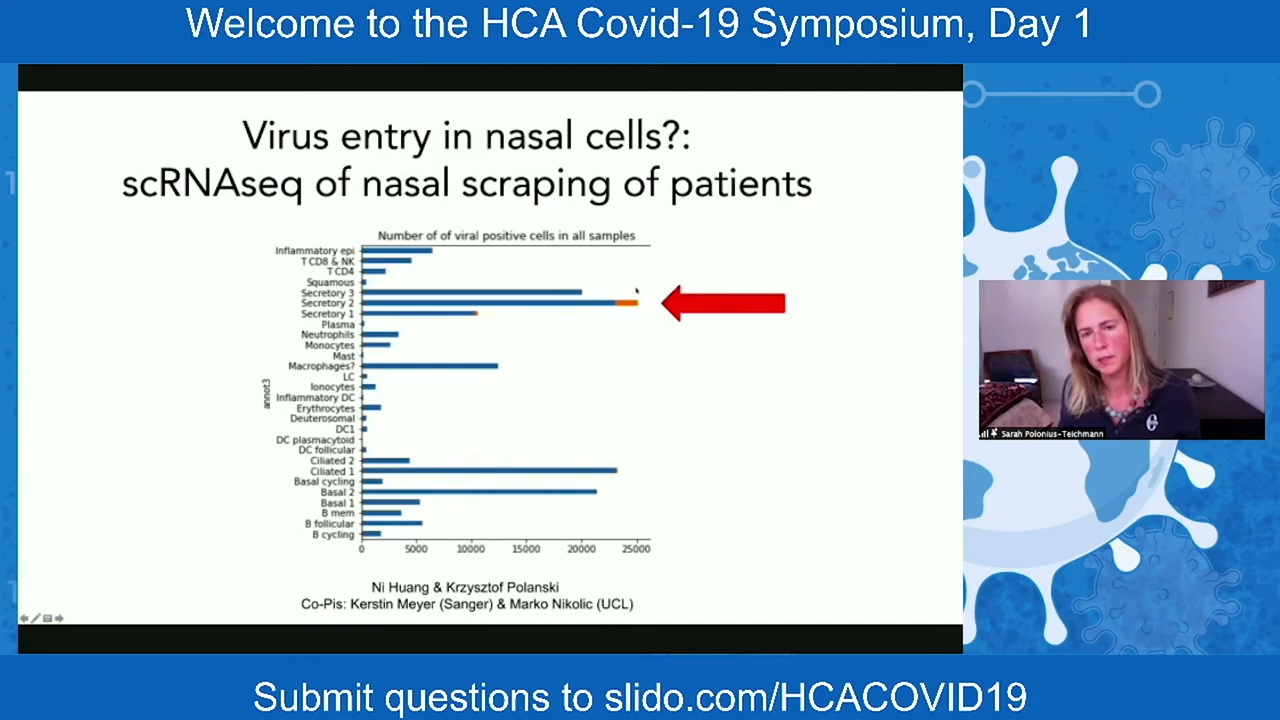 Welcome to the HCA Covid-19 Symposium, Day 1
Virus entry in nasal cells?:
scRNAseq of nasal scraping of patients
Number of of viral positive cells in all samples
annot3
Inflammatory epi
T CD8 & NK
T CD4
Squamous
Secretory 3
Secretory 2
Secretory 1
Plasma
Neutrophils
Monocytes
Mast
Macrophages?
LC
Ionocytes
Inflammatory DC
Erythrocytes
Deuterosomal
DC1
DC plasmacytoid
DC follicular
Ciliated 2
Ciliated 1
Basal cycling
Basal 2
Basal 1
B mem
B follicular
B cycling
0 5000 10000 15000 20000 25000
Ni Huang & Krzysztof Polanski
Co-Pis: Kerstin Meyer (Sanger) & Marko Nikolic (UCL)
Sarah Polonius-Teichmann
Submit questions to slido.com/HCACOVID19